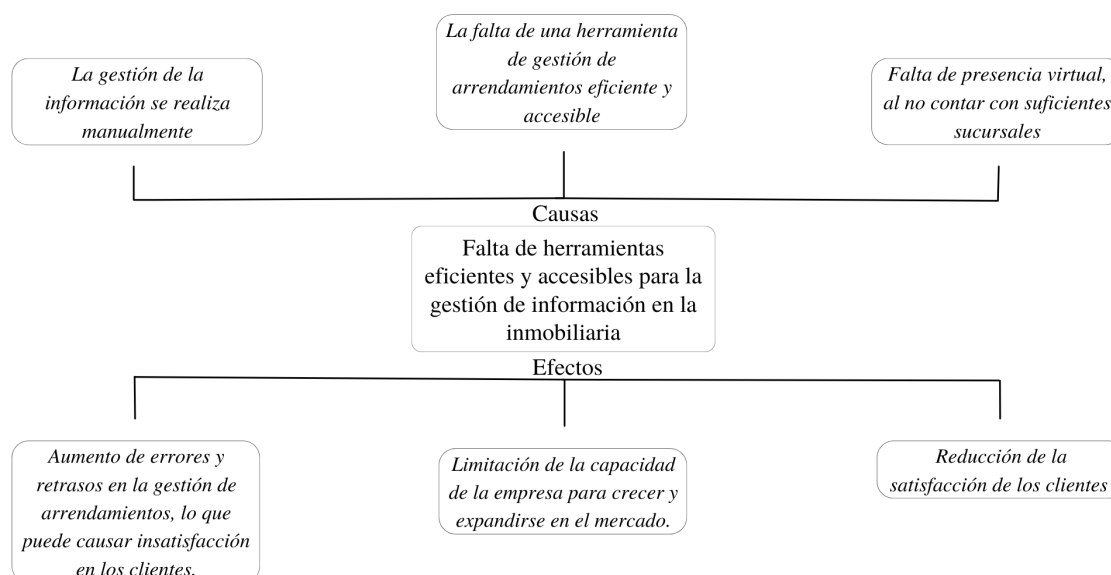 La gestión de la
información se realiza
manualmente
La falta de una herramienta
de gestión de
arrendamientos eficiente y
accesible
Falta de presencia virtual,
al no contar con suficientes
sucursales
Causas
Falta de herramientas
eficientes y accesibles para la
gestión de información en la
inmobiliaria
Efectos
Aumento de errores y
retrasos en la gestión de
arrendamientos, lo que
puede causar insatisfacción
en los clientes.
Limitación de la capacidad
de la empresa para crecer y
expandirse en el mercado.
Reducción de la
satisfacción de los clientes